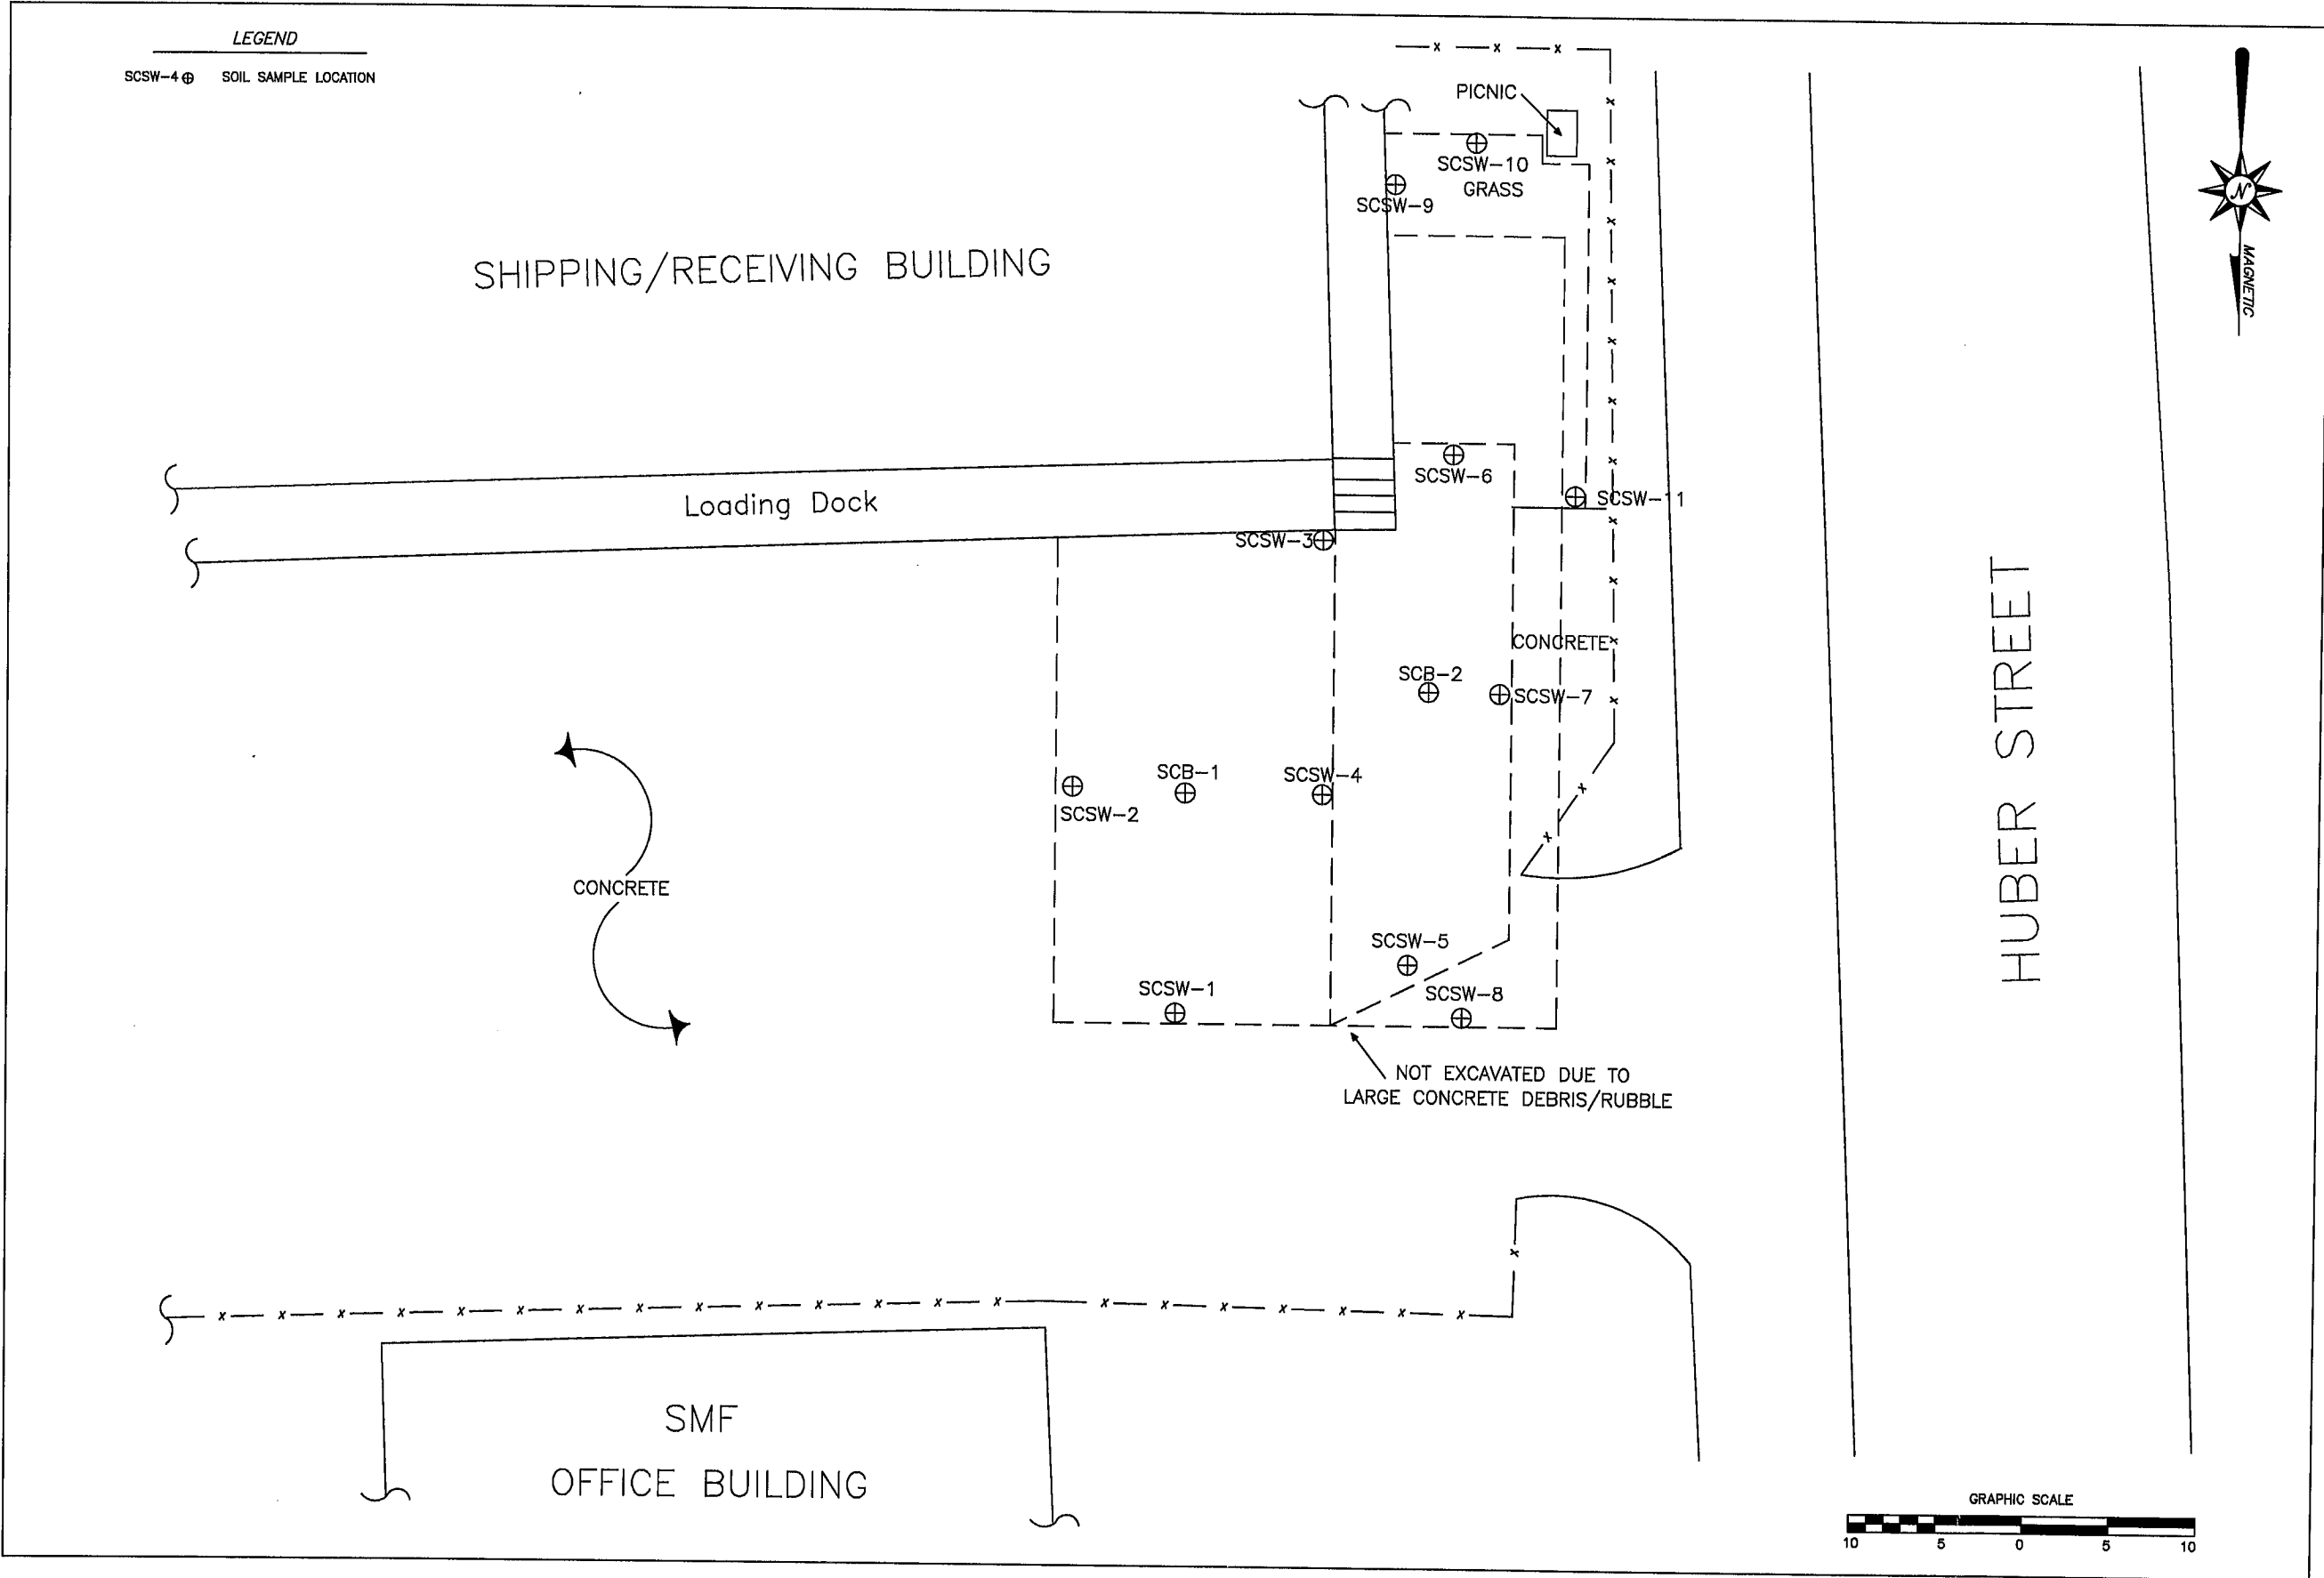 LEGEND
SCSW-4 SOIL SAMPLE LOCATION
PICNIC
SCSW-10
GRASS
SCSW-9
N
MAGNETIC
SHIPPING/RECEIVING BUILDING
SCSW-6
SCSW-11
Loading Dock
SCSW-3
CONCRETE
SCB-2
SCSW-7
HUBER STREET
SCB-1
SCSW-4
SCSW-2
CONCRETE
SCSW-5
SCSW-1
SCSW-8
NOT EXCAVATED DUE TO
LARGE CONCRETE DEBRIS/RUBBLE
SMF
OFFICE BUILDING
GRAPHIC SCALE
10 5 0 5 10